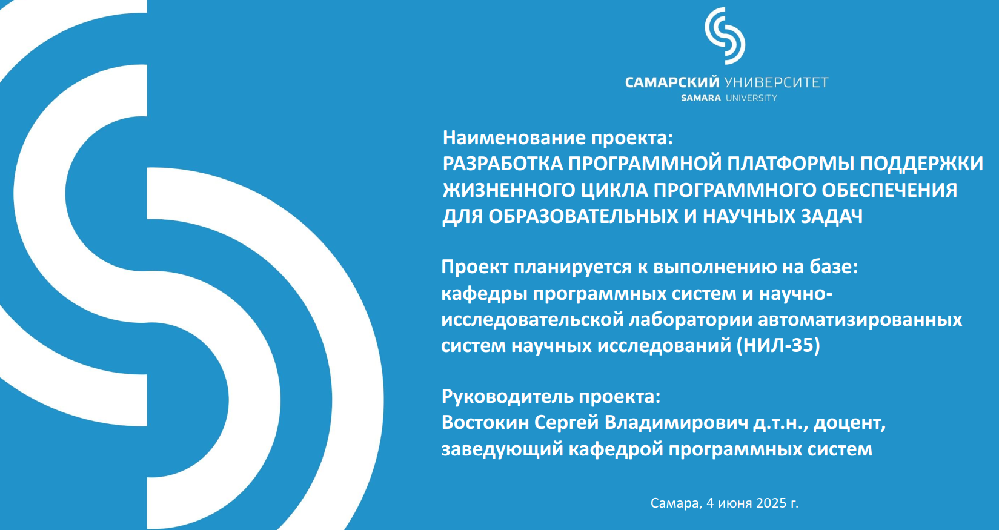 САМАРСКИЙ УНИВЕРСИТЕТ
SAMARA UNIVERSITY
Наименование проекта:
РАЗРАБОТКА ПРОГРАММНОЙ ПЛАТФОРМЫ ПОДДЕРЖКИ
ЖИЗНЕННОГО ЦИКЛА ПРОГРАММНОГО ОБЕСПЕЧЕНИЯ
ДЛЯ ОБРАЗОВАТЕЛЬНЫХ И НАУЧНЫХ ЗАДАЧ
Проект планируется к выполнению на базе:
кафедры программных систем и научно-
исследовательской лаборатории автоматизированных
систем научных исследований (НИЛ-35)
Руководитель проекта:
Востокин Сергей Владимирович д.т.н., доцент,
заведующий кафедрой программных систем
Самара, 4 июня 2025 г.